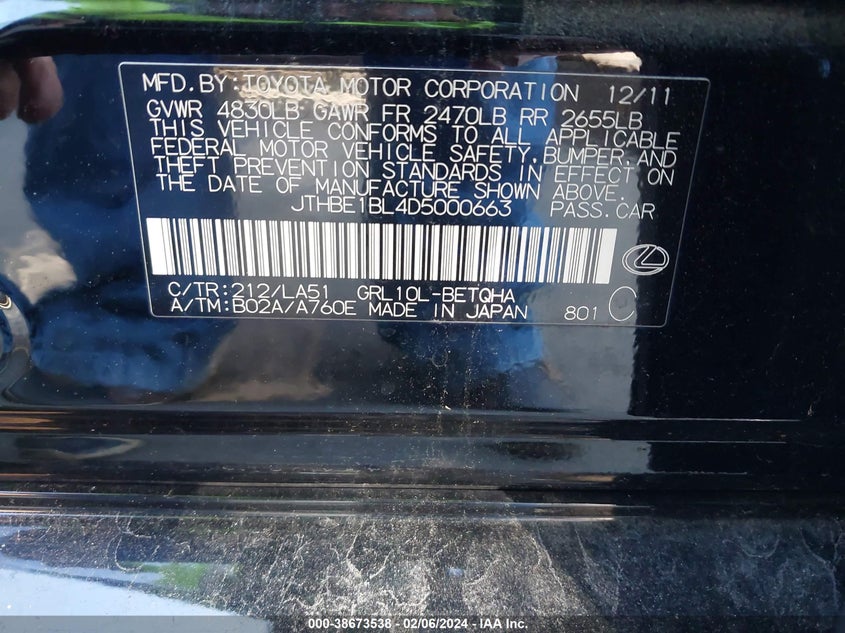 MFD.BY:TOYOTA MOTOR CORPORATION 12/11
GVWR 4830LB GAWR FR 2470LB RR 2655LB
THIS VEHICLE CONFORMS TO ALL APPLICABLE
FEDERAL MOTOR VEHICLE SAFETY,BUMPER,AND
THEFT PREVENTION STANDARDS IN EFFECT ON
THE DATE OF MANUFACTURE SHOWN ABOVE.
JTHBE1BL4D5000663 PASS.CAR
C/TR:212/LA51 GRL10L-BETQHA
A/TM:B02A/A760E MADE IN JAPAN 801 C
000-38673538 - 02/06/2024 - IAA Inc.